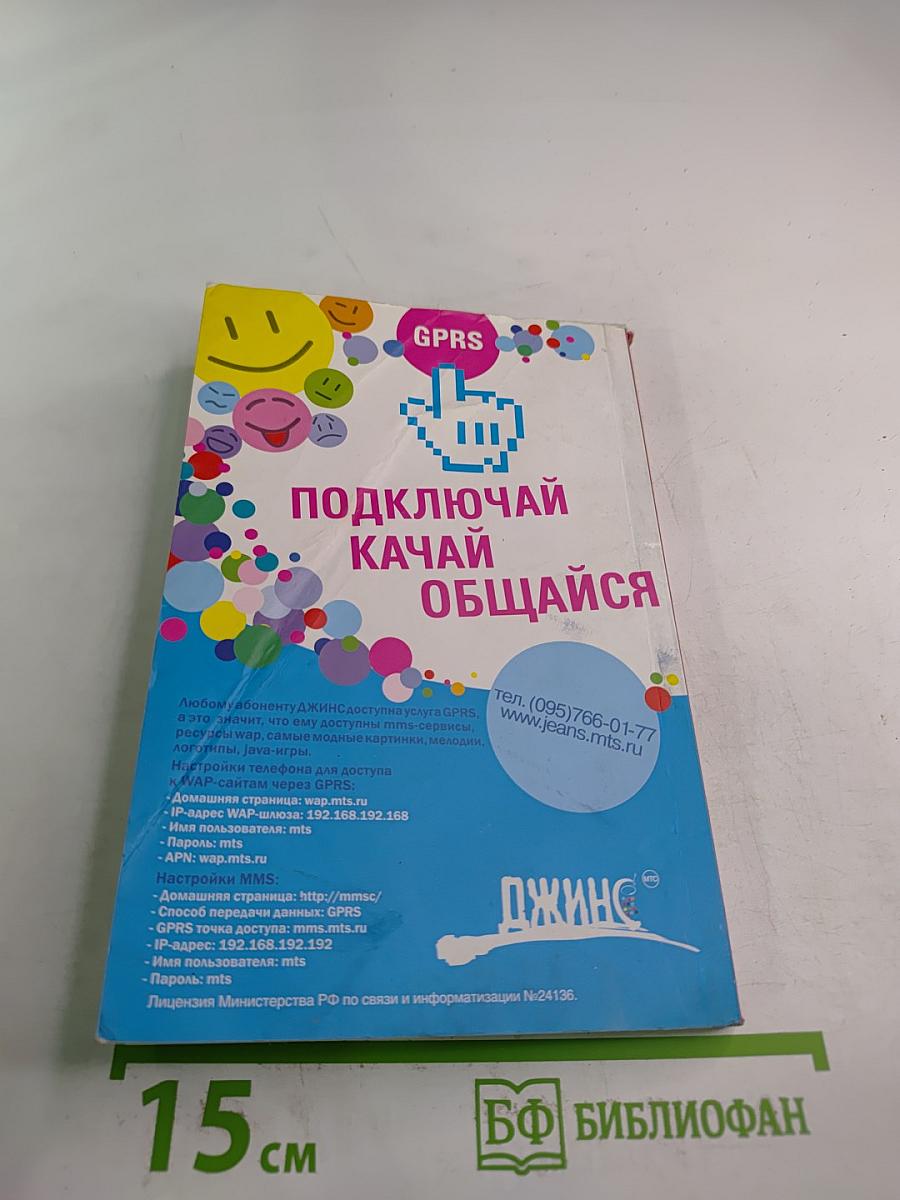 GPRS
ПОДКЛЮЧАЙ
КАЧАЙ
ОБЩАЙСЯ
тел. (095)766-01-77
www.jeans.mts.ru
Любому абоненту ДЖИНС доступна услуга GPRS,
а это значит, что ему доступны mms-сервисы,
ресурсы wap, самые модные картинки, мелодии,
логотипы, java-игры.
Настройки телефона для доступа
к WAP-сайтам через GPRS:
- Домашняя страница: wap.mts.ru
- IP-адрес WAP-шлюза: 192.168.192.168
- Имя пользователя: mts
- Пароль: mts
- APN: wap.mts.ru
Настройки MMS:
- Домашняя страница: http://mmsc/
- Способ передачи данных: GPRS
- GPRS точка доступа: mms.mts.ru
- IP-адрес: 192.168.192.192
- Имя пользователя: mts
- Пароль: mts
ДЖИНС
МТС
Лицензия Министерства РФ по связи и информатизации №24136.
15 см
БФ БИБЛИОФАН